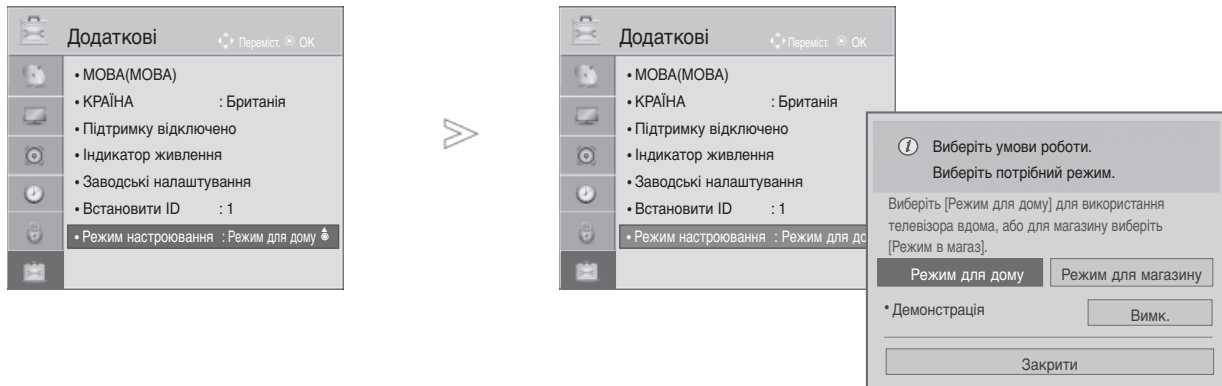 Додаткові Переміст. OK
• МОВА(МОВА)
• КРАЇНА : Британія
• Підтримку відключено
• Індикатор живлення
• Заводські налаштування
• Встановити ID : 1
• Режим настроювання : Режим для дому
Додаткові Переміст. OK
• МОВА(МОВА)
• КРАЇНА : Британія
• Підтримку відключено
• Індикатор живлення
• Заводські налаштування
• Встановити ID : 1
• Режим настроювання : Режим для до
Виберіть умови роботи.
Виберіть потрібний режим.
Виберіть [Режим для дому] для використання
телевізора вдома, або для магазину виберіть
[Режим в магаз].
Режим для дому Режим для магазину
• Демонстрація Вимк.
Закрити